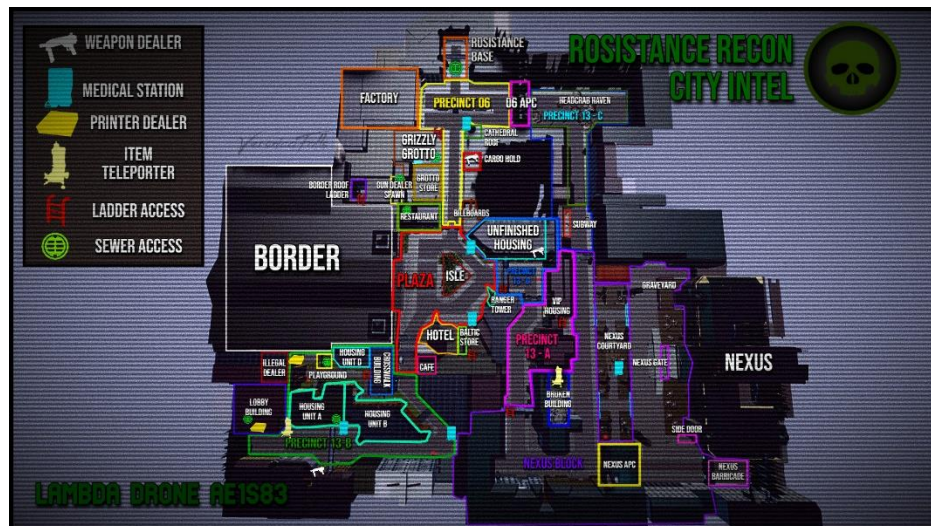 WEAPON DEALER
MEDICAL STATION
PRINTER DEALER
ITEM
TELEPORTER
LADDER ACCESS
SEWER ACCESS
ROSISTANCE RECON
CITY INTEL
ROSISTANCE
BASE
FACTORY
PRECINCT 06
06 APC
HEADCRAB HAVEN
PRECINCT 13 - C
CATHEDRAL
ROOF
GRIZZLY
GROTTO
CARGO HOLD
GROTTO
STORE
BORDER ROOF
LADDER
GUN DEALER
SPAWN
RESTAURANT
BILLBOARDS
SUBWAY
UNFINISHED
HOUSING
BORDER
PLAZA
ISLE
RANGER
TOWER
VIP
HOUSING
GRAVEYARD
HOTEL
BALTIC
STORE
PRECINCT
13 - A
NEXUS
COURTYARD
NEXUS GATE
NEXUS
CAFE
HOUSING
UNIT D
CROSSWALK
BUILDING
ILLEGAL
DEALER
PLAYGROUND
LOBBY
BUILDING
HOUSING
UNIT A
HOUSING
UNIT B
BROKEN
BUILDING
SIDE DOOR
PRECINCT 13-B
NEXUS BLOCK
NEXUS APC
NEXUS
BARRICADE
LAMBDA DRONE AE1S83